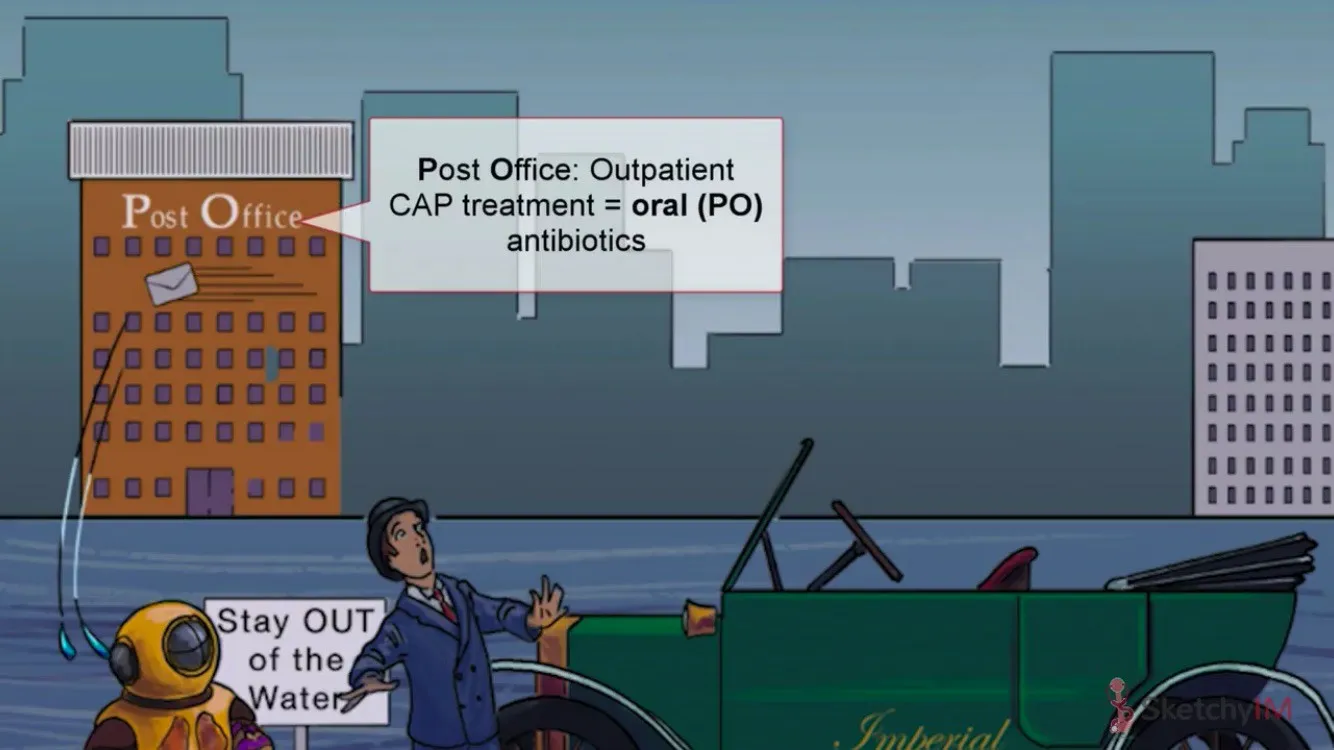 Post Office
Post Office: Outpatient
CAP treatment = oral (PO)
antibiotics
Stay OUT
of the
Water
Imperial
SketchyIM